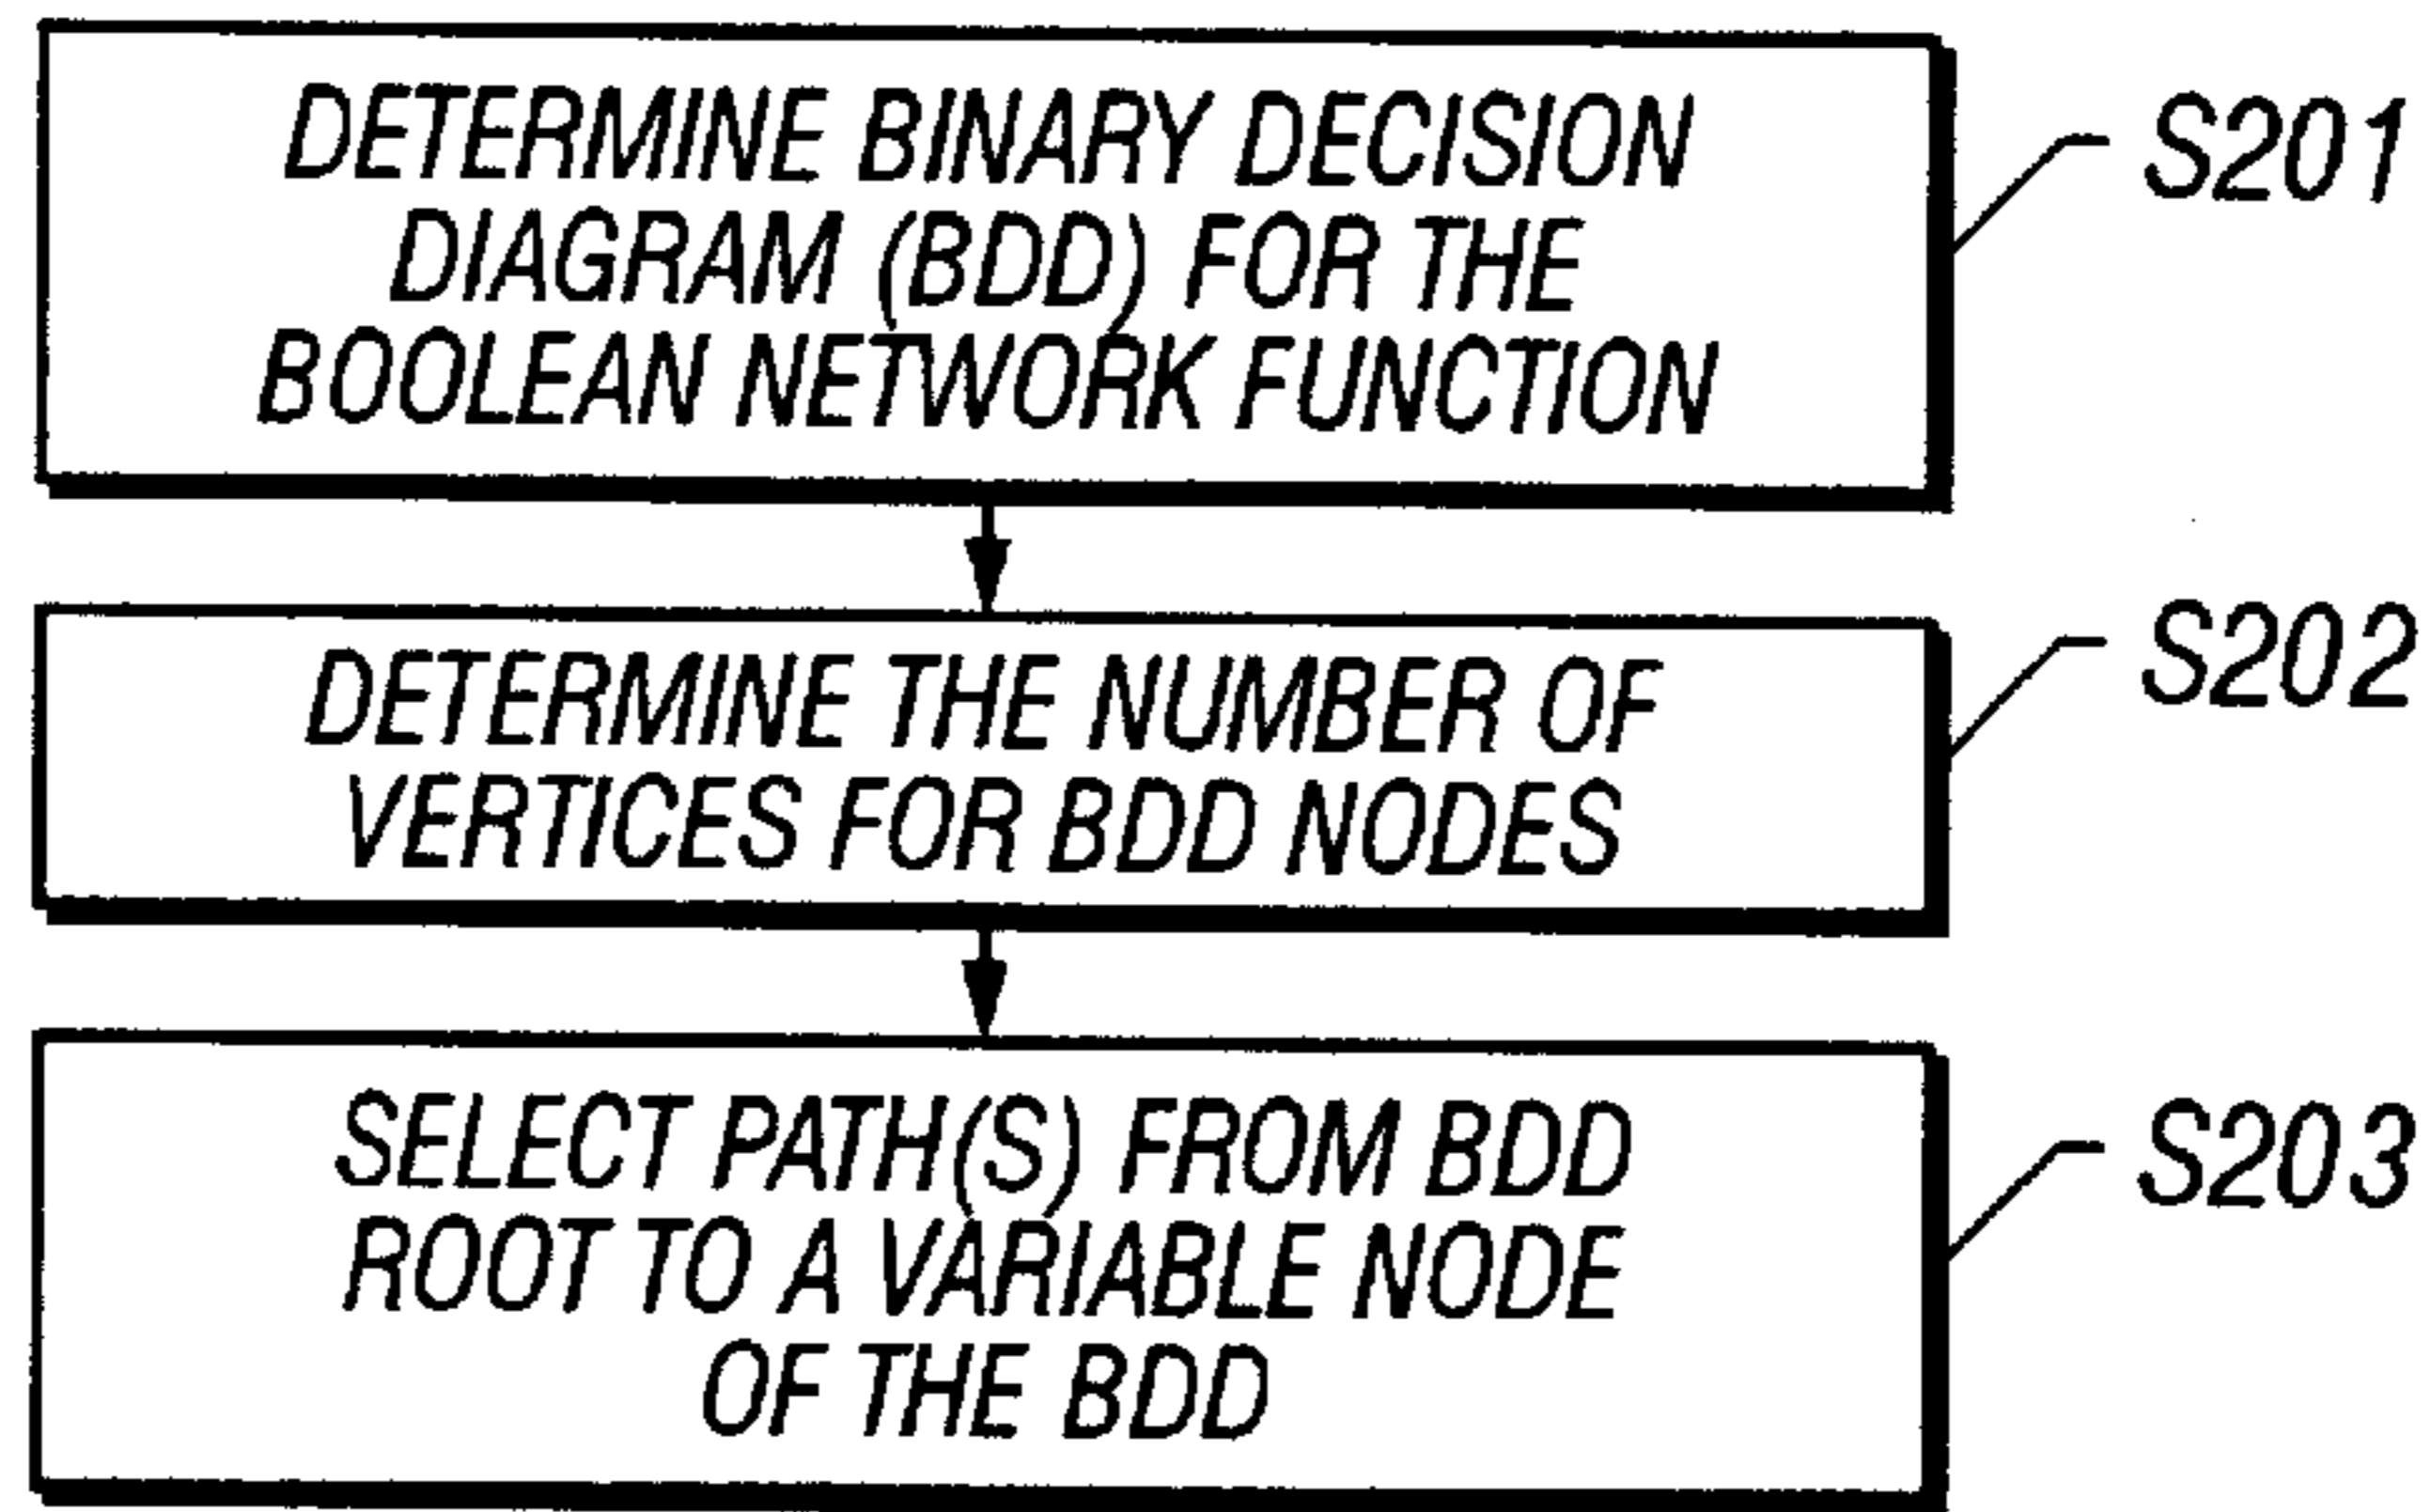 DETERMINE BINARY DECISION
DIAGRAM (BDD) FOR THE
BOOLEAN NETWORK FUNCTION
S201
DETERMINE THE NUMBER OF
VERTICES FOR BDD NODES
S202
SELECT PATH(S) FROM BDD
ROOT TO A VARIABLE NODE
OF THE BDD
S203